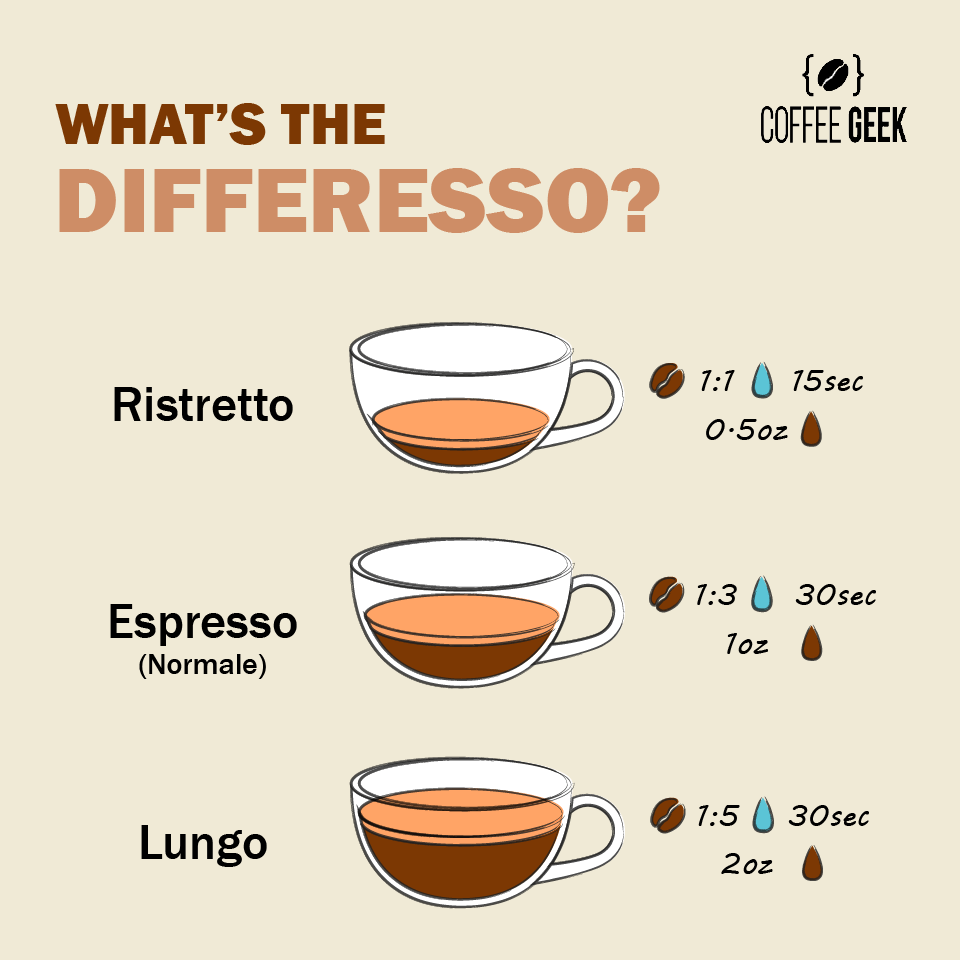 COFFEE GEEK
WHAT'S THE
DIFFERESSO?
Ristretto
1:1 15sec
0.5oz
Espresso
(Normale)
1:3 30sec
1oz
Lungo
1:5 30sec
2oz